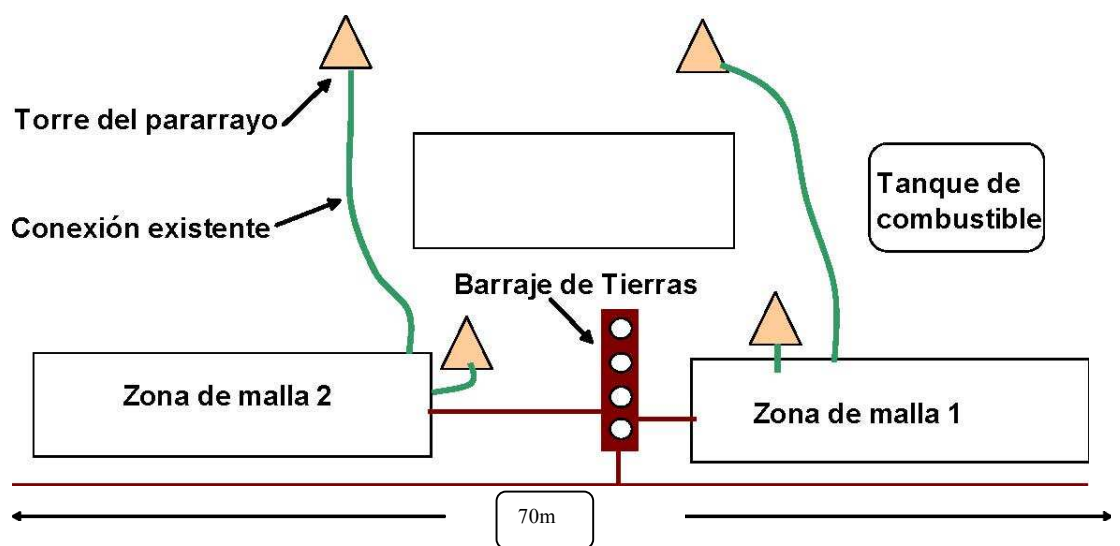 Torre del pararrayo
Conexión existente
Tanque de
combustible
Barraje de Tierras
Zona de malla 2
Zona de malla 1
70m